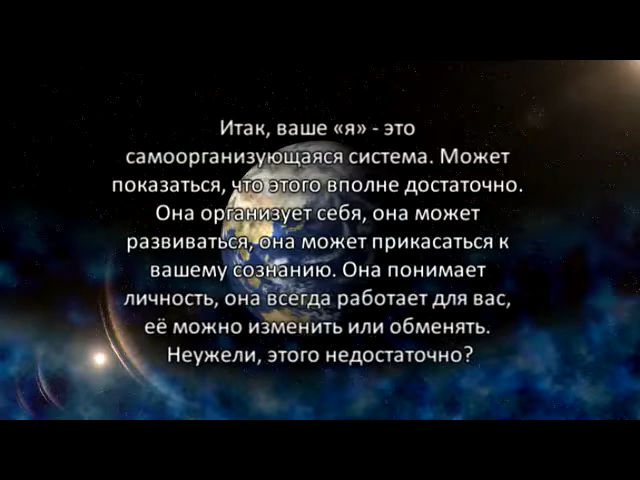 Итак, ваше «я» - это
самоорганизующаяся система. Может
показаться, что этого вполне достаточно.
Она организует себя, она может
развиваться, она может прикасаться к
вашему сознанию. Она понимает
личность, она всегда работает для вас,
её можно изменить или обменять.
Неужели, этого недостаточно?